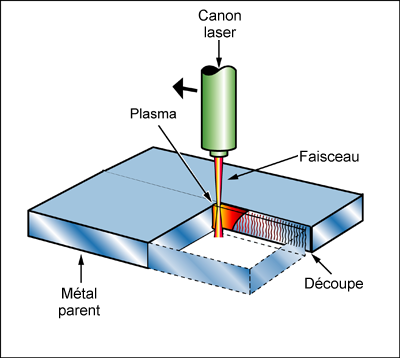 Canon
laser
Plasma
Faisceau
Métal
parent
Découpe